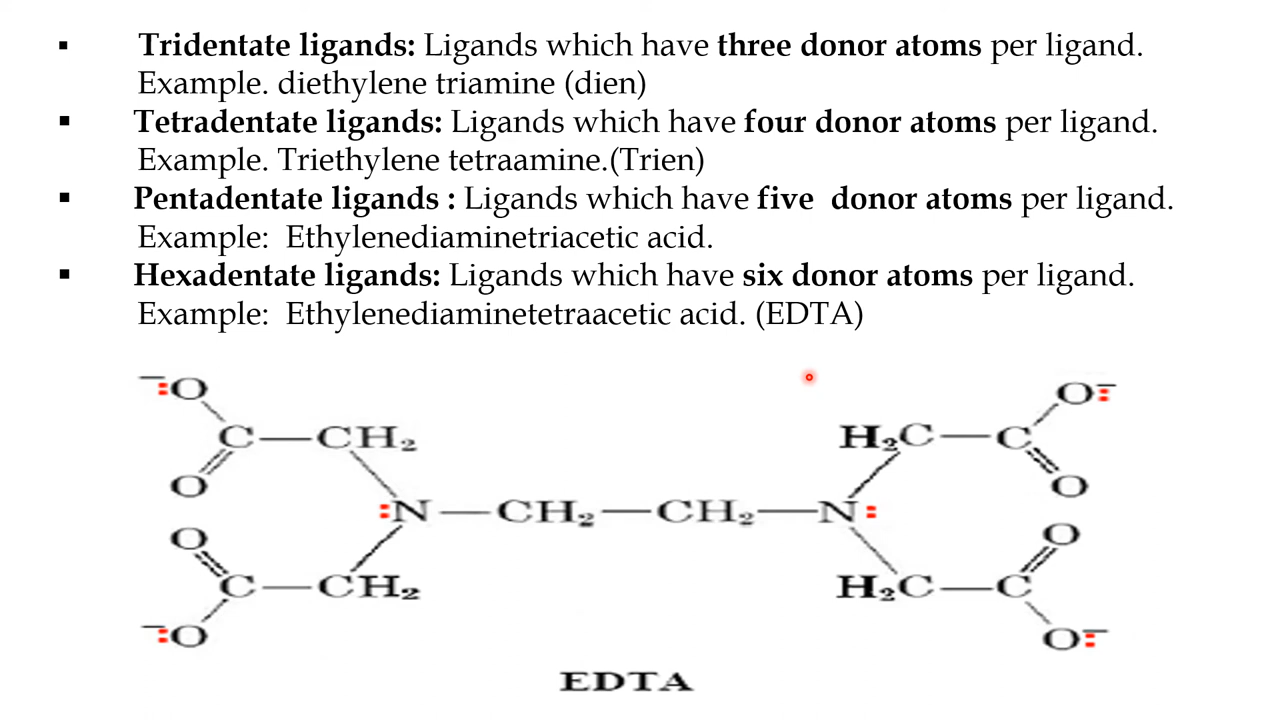 ▪ Tridentate ligands: Ligands which have three donor atoms per ligand.
Example. diethylene triamine (dien)
▪ Tetradentate ligands: Ligands which have four donor atoms per ligand.
Example. Triethylene tetraamine.(Trien)
▪ Pentadentate ligands : Ligands which have five  donor atoms per ligand.
Example:  Ethylenediaminetriacetic acid.
▪ Hexadentate ligands: Ligands which have six donor atoms per ligand.
Example:  Ethylenediaminetetraacetic acid. (EDTA)
⁻:O O⁻:
C—CH₂ H₂C—C
O O
:N—CH₂—CH₂—N:
O O
C—CH₂ H₂C—C
⁻:O O⁻:
EDTA